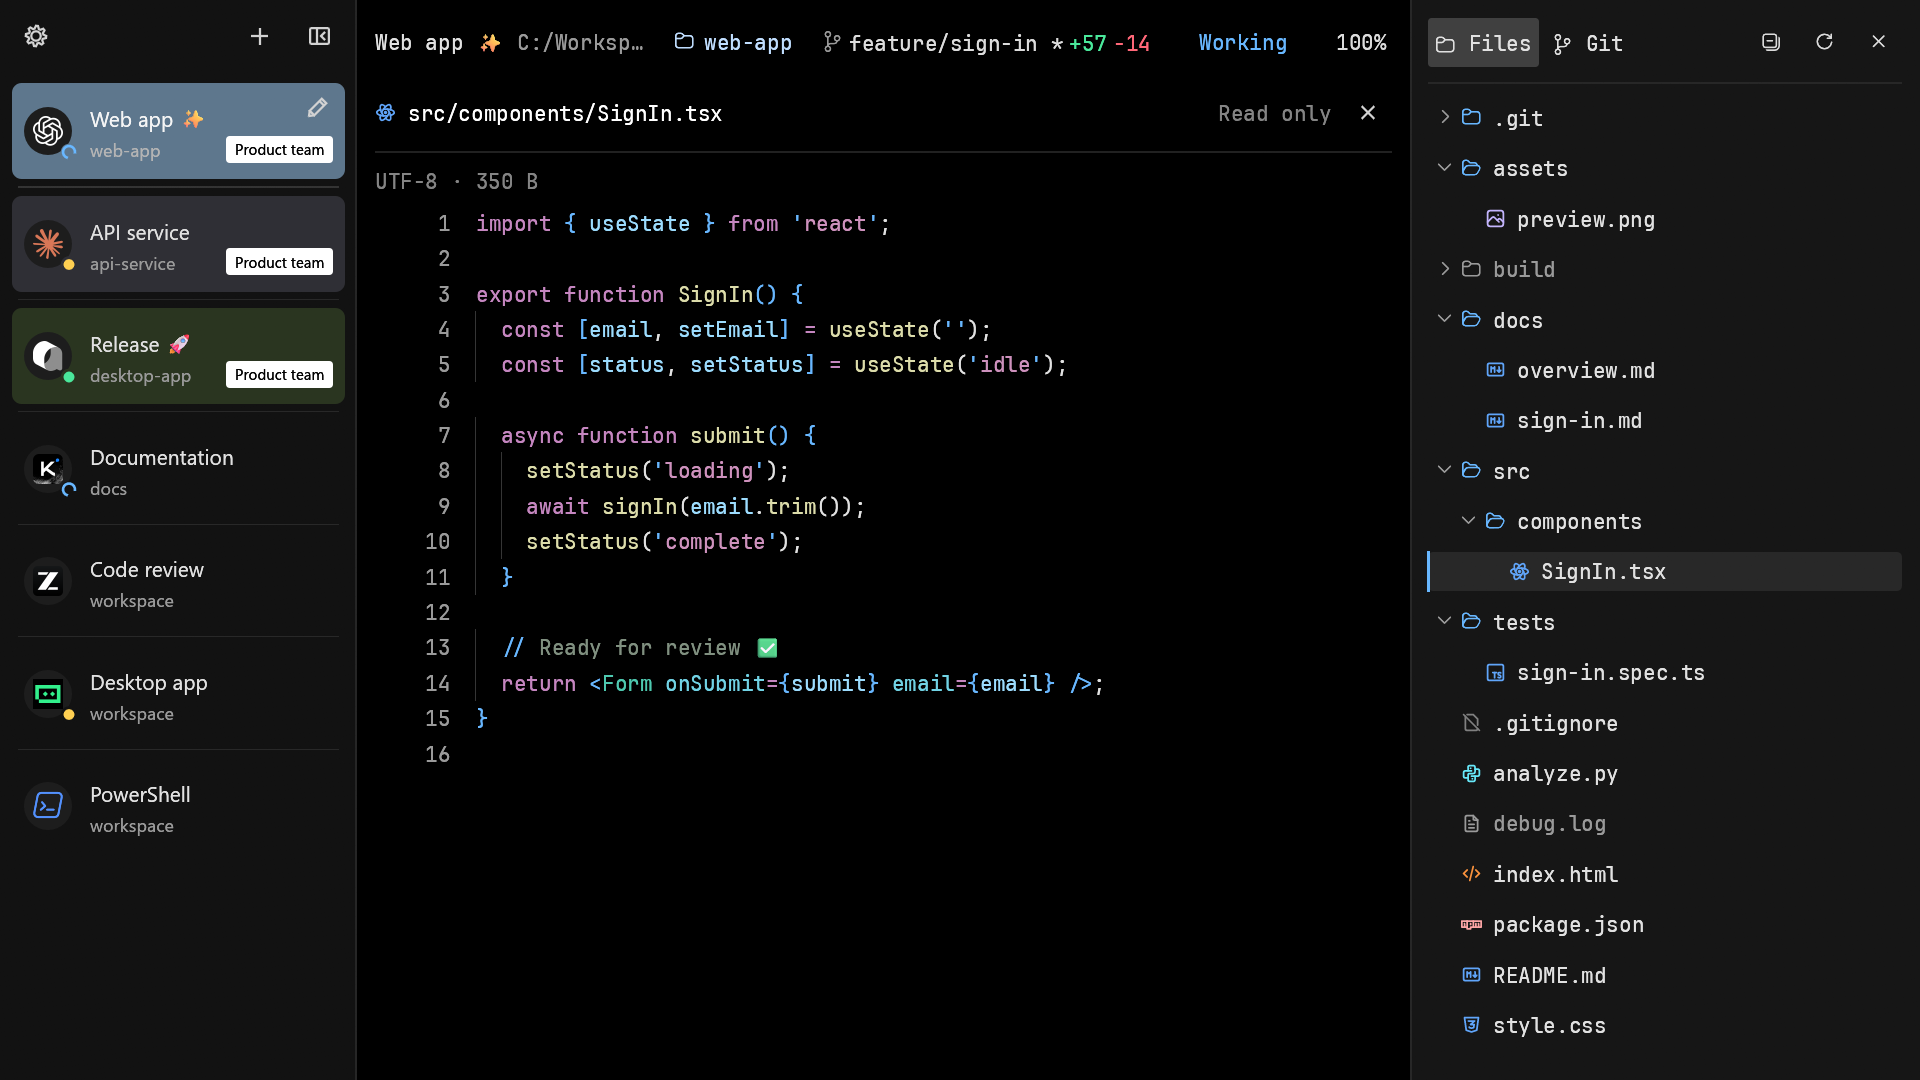 Web app ✨
web-app
Product team
API service
api-service
Product team
Release 🚀
desktop-app
Product team
Documentation
docs
Code review
workspace
Desktop app
workspace
PowerShell
workspace
Web app ✨ C:/Worksp… web-app feature/sign-in *+57 -14 Working 100%
src/components/SignIn.tsx Read only
UTF-8 · 350 B
1 import { useState } from 'react';
2
3 export function SignIn() {
4   const [email, setEmail] = useState('');
5   const [status, setStatus] = useState('idle');
6
7   async function submit() {
8     setStatus('loading');
9     await signIn(email.trim());
10     setStatus('complete');
11   }
12
13   // Ready for review ✅
14   return <Form onSubmit={submit} email={email} />;
15 }
16
Files Git
.git
assets
preview.png
build
docs
overview.md
sign-in.md
src
components
SignIn.tsx
tests
sign-in.spec.ts
.gitignore
analyze.py
debug.log
index.html
package.json
README.md
style.css